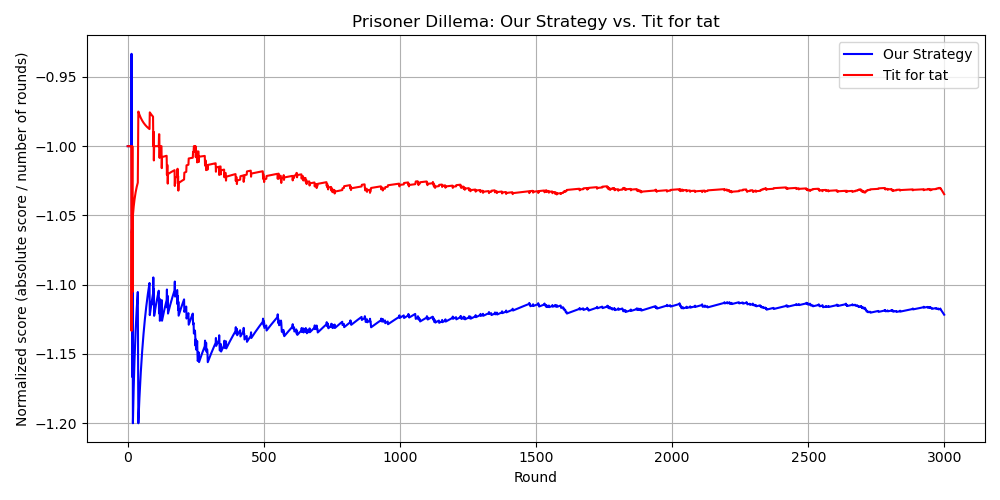 Prisoner Dillema: Our Strategy vs. Tit for tat
Normalized score (absolute score / number of rounds)
−0.95
−1.00
−1.05
−1.10
−1.15
−1.20
Our Strategy
Tit for tat
0 500 1000 1500 2000 2500 3000
Round